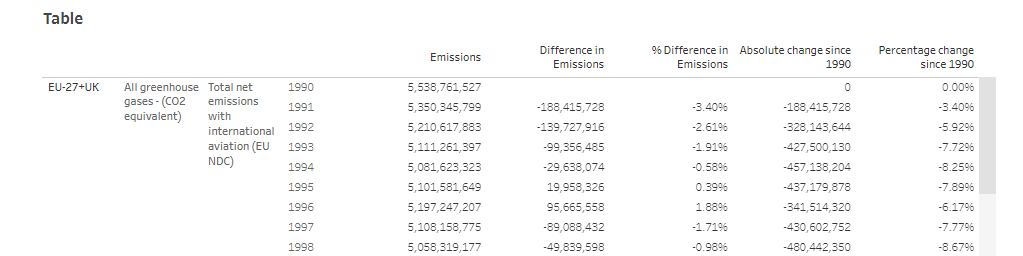 Table
Emissions Difference in Emissions % Difference in Emissions Absolute change since 1990 Percentage change since 1990
EU-27+UK All greenhouse gases - (CO2 equivalent) Total net emissions with international aviation (EU NDC)
1990 5,538,761,527 0 0.00%
1991 5,350,345,799 -188,415,728 -3.40% -188,415,728 -3.40%
1992 5,210,617,883 -139,727,916 -2.61% -328,143,644 -5.92%
1993 5,111,261,397 -99,356,485 -1.91% -427,500,130 -7.72%
1994 5,081,623,323 -29,638,074 -0.58% -457,138,204 -8.25%
1995 5,101,581,649 19,958,326 0.39% -437,179,878 -7.89%
1996 5,197,247,207 95,665,558 1.88% -341,514,320 -6.17%
1997 5,108,158,775 -89,088,432 -1.71% -430,602,752 -7.77%
1998 5,058,319,177 -49,839,598 -0.98% -480,442,350 -8.67%